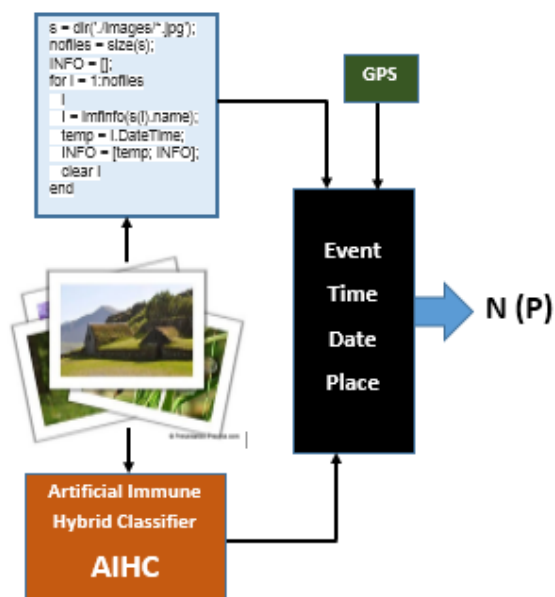 s = dir('./images/*.jpg');
nofiles = size(s);
INFO = [];
for i = 1:nofiles
i
I = imfinfo(s(i).name);
temp = I.DateTime;
INFO = [temp; INFO];
clear I
end
GPS
Event
Time
Date
Place
N (P)
Artificial Immune
Hybrid Classifier
AIHC